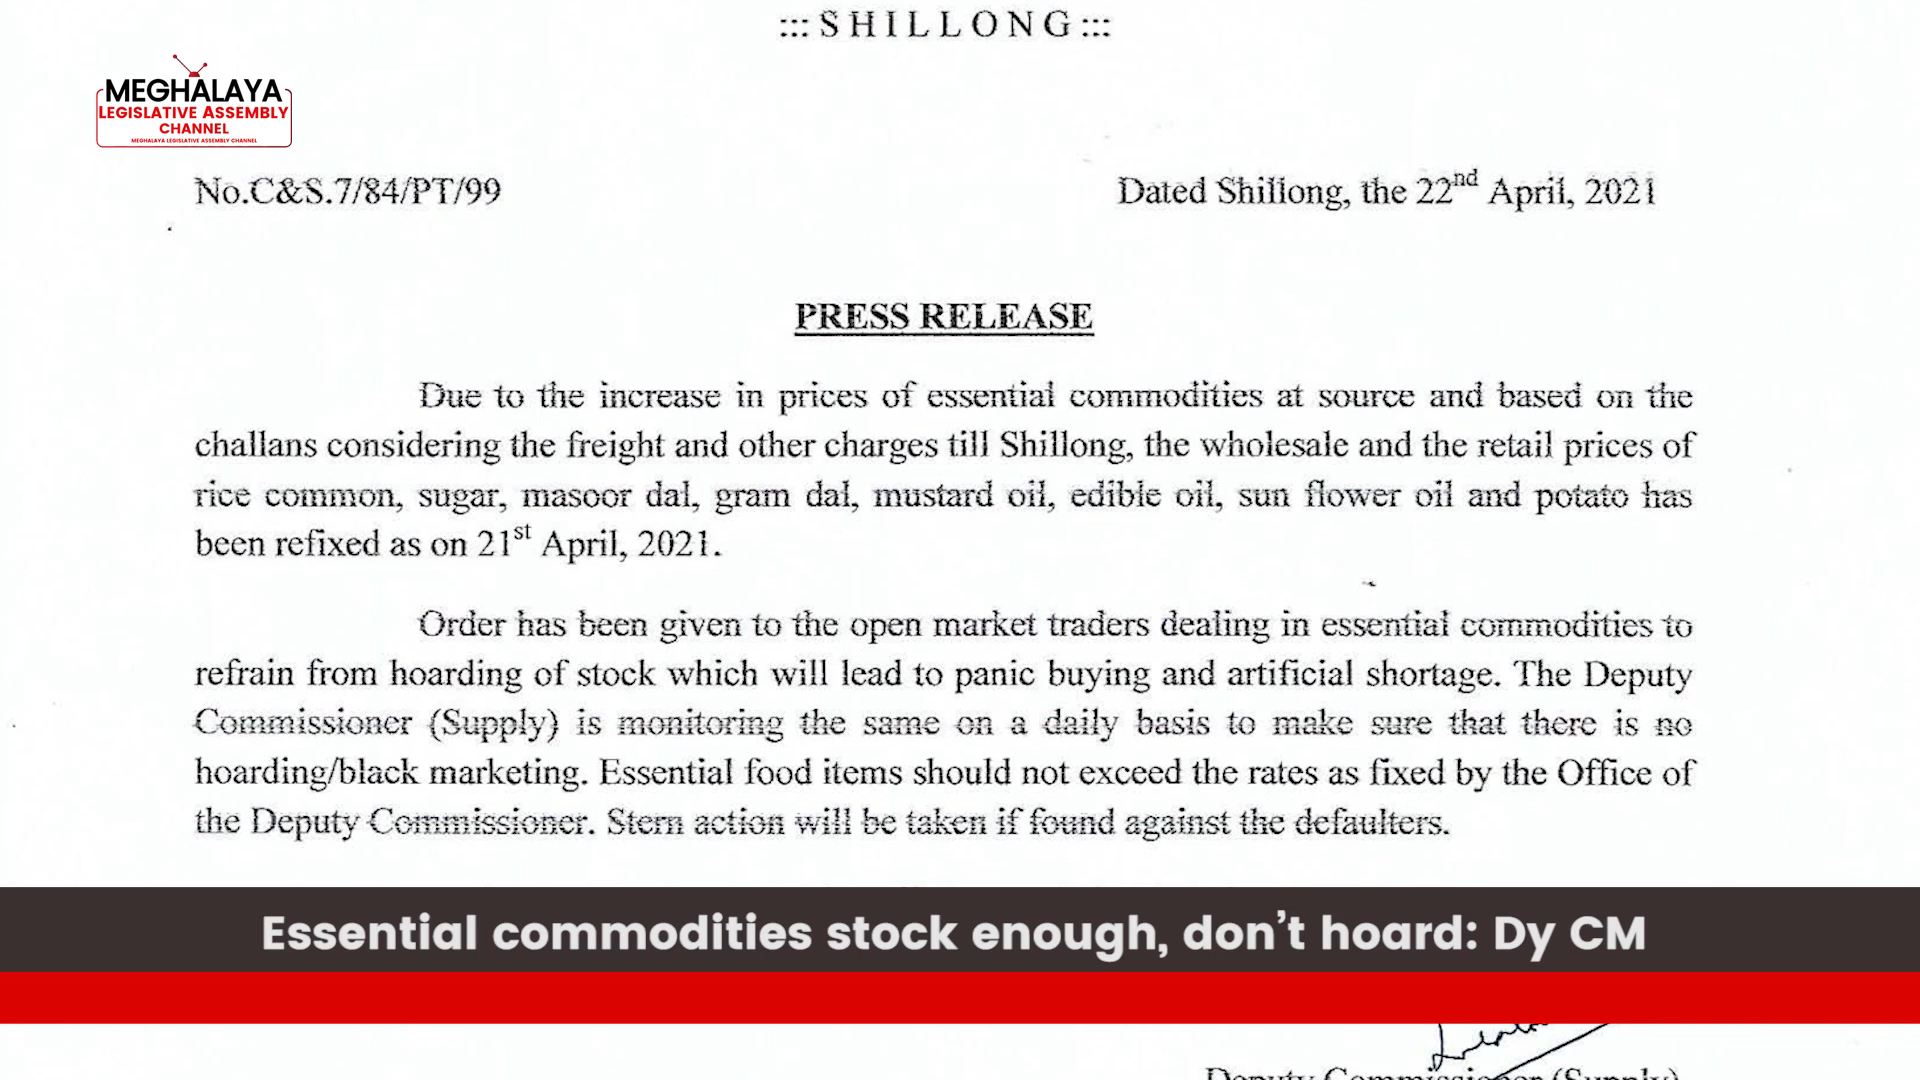 ::: S H I L L O N G :::
MEGHALAYA
LEGISLATIVE ASSEMBLY
CHANNEL
MEGHALAYA LEGISLATIVE ASSEMBLY CHANNEL
No.C&S.7/84/PT/99
Dated Shillong, the 22nd April, 2021
PRESS RELEASE
Due to the increase in prices of essential commodities at source and based on the
challans considering the freight and other charges till Shillong, the wholesale and the retail prices of
rice common, sugar, masoor dal, gram dal, mustard oil, edible oil, sun flower oil and potato has
been refixed as on 21st April, 2021.
Order has been given to the open market traders dealing in essential commodities to
refrain from hoarding of stock which will lead to panic buying and artificial shortage. The Deputy
Commissioner (Supply) is monitoring the same on a daily basis to make sure that there is no
hoarding/black marketing. Essential food items should not exceed the rates as fixed by the Office of
the Deputy Commissioner. Stern action will be taken if found against the defaulters.
Essential commodities stock enough, don't hoard: Dy CM
Deputy Commissioner (Supply)